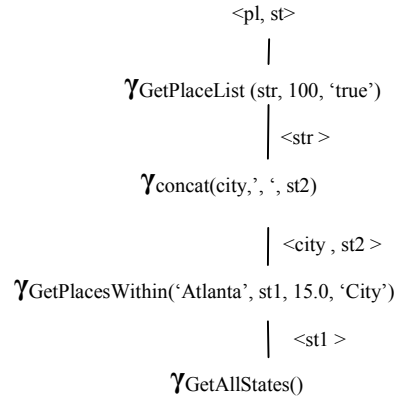 <pl, st>
γGetPlaceList (str, 100, ‘true’)
<str >
γconcat(city,’, ‘, st2)
<city , st2 >
γGetPlacesWithin(‘Atlanta’, st1, 15.0, ‘City’)
<st1 >
γGetAllStates()